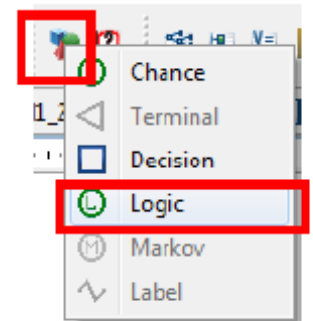 V=
Chance
Terminal
Decision
L Logic
M Markov
Label